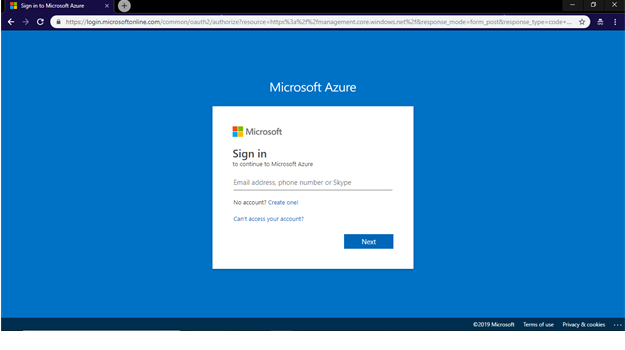 Sign in to Microsoft Azure
https://login.microsoftonline.com/common/oauth2/authorize?resource=https%3a%2f%2fmanagement.core.windows.net%2f&response_mode=form_post&response_type=code+...
Microsoft Azure
Microsoft
Sign in
to continue to Microsoft Azure
Email address, phone number or Skype
No account? Create one!
Can't access your account?
Next
©2019 Microsoft Terms of use Privacy & cookies ...